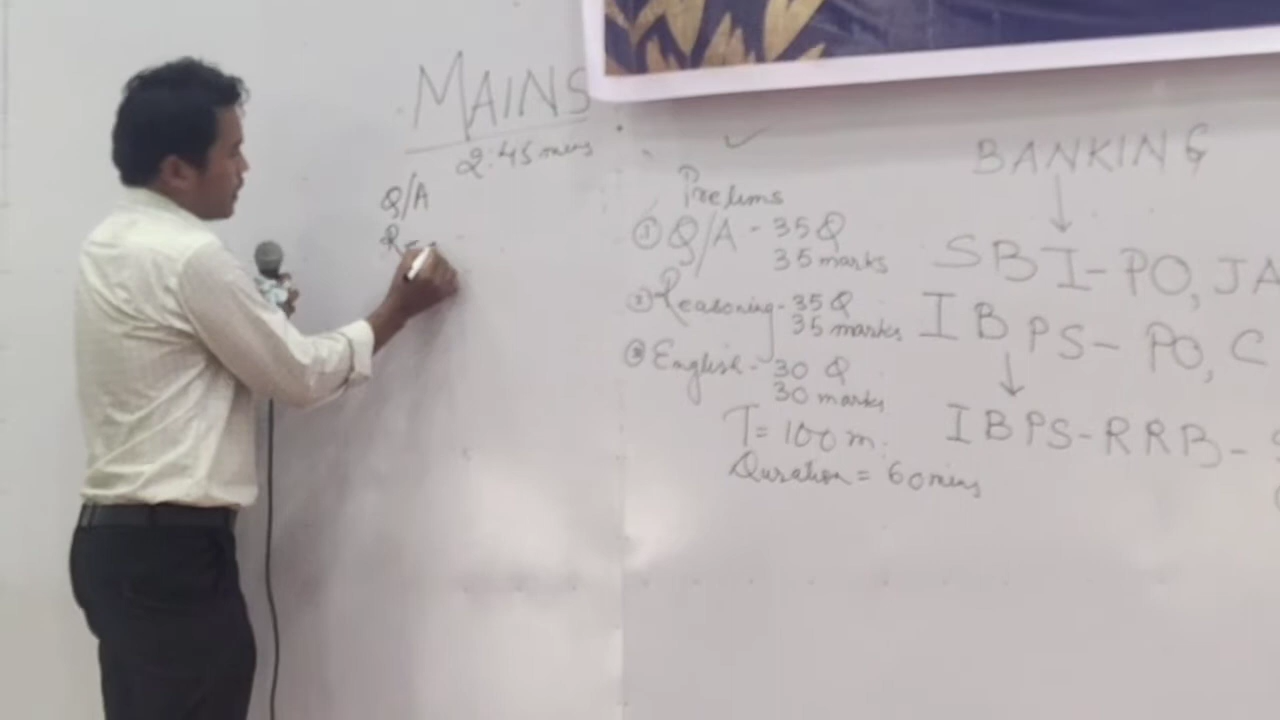 MAINS
2:45 mins
Q/A
Prelims
① Q/A - 35 Q
35 marks
② Reasoning - 35 Q
35 marks
③ English - 30 Q
30 marks
T = 100 m.
Duration = 60 mins
BANKING
SBI - PO, JA
IBPS - PO, C
IBPS - RRB -